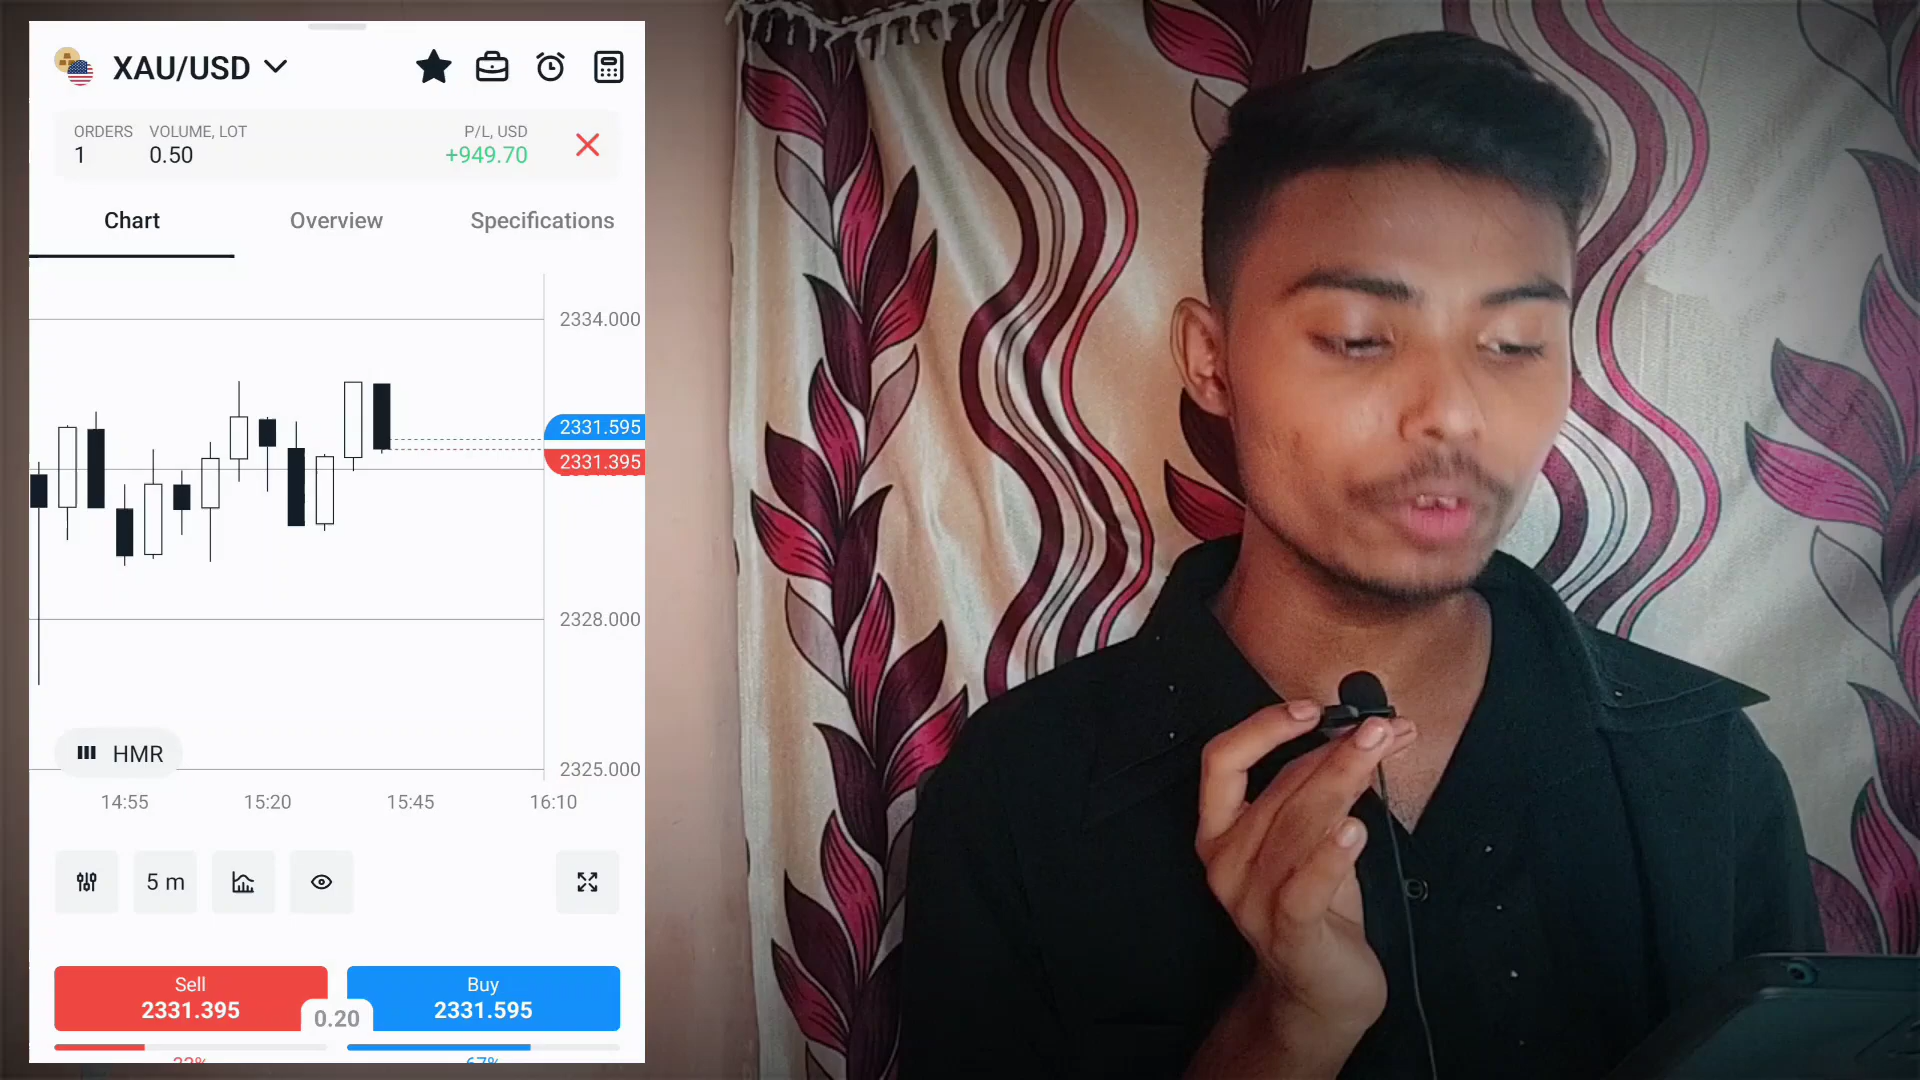 XAU/USD
ORDERS VOLUME, LOT P/L, USD
1 0.50 +949.70
Chart Overview Specifications
2334.000
2331.595
2331.395
2328.000
HMR
2325.000
14:55 15:20 15:45 16:10
5 m
Sell Buy
2331.395 0.20 2331.595
67%